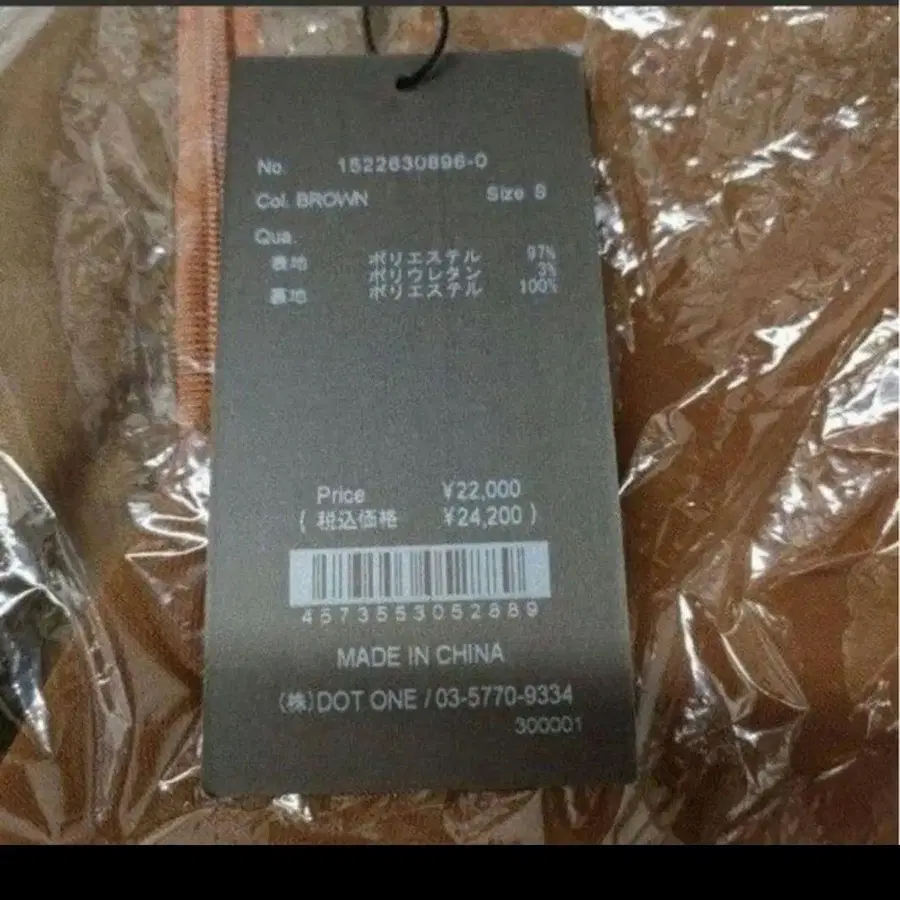 No. 1522630896-0
Col. BROWN Size S
Qua.
表地 ポリエステル 97%
ポリウレタン 3%
裏地 ポリエステル 100%
Price ¥22,000
( 税込価格 ¥24,200 )
4573553052889
MADE IN CHINA
(株)DOT ONE / 03-5770-9334
300001